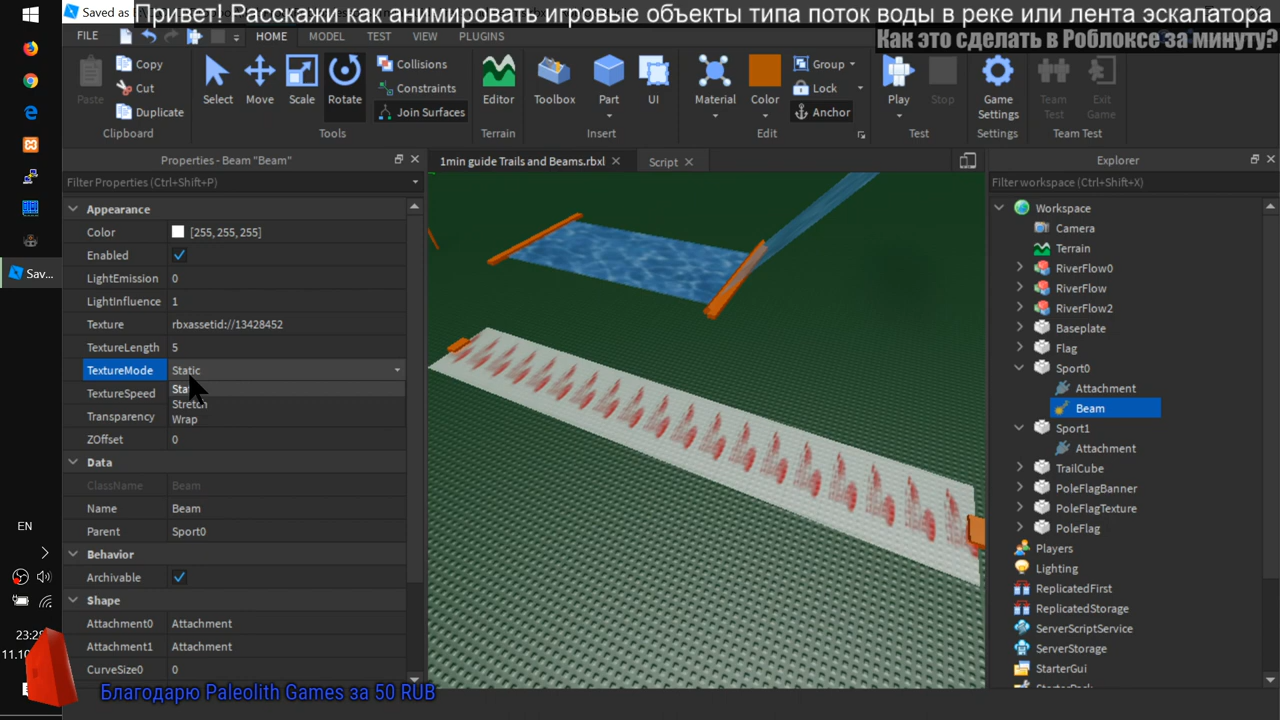 Saved as
Привет! Расскажи как анимировать игровые объекты типа поток воды в реке или лента эскалатора
Как это сделать в Роблоксе за минуту?
FILE
HOME
MODEL
TEST
VIEW
PLUGINS
Paste
Copy
Cut
Duplicate
Clipboard
Select
Move
Scale
Rotate
Collisions
Constraints
Join Surfaces
Tools
Editor
Terrain
Toolbox
Part
UI
Insert
Material
Color
Group
Lock
Anchor
Edit
Play
Stop
Test
Game
Settings
Settings
Team
Test
Exit
Game
Team Test
Properties - Beam "Beam"
Filter Properties (Ctrl+Shift+P)
Appearance
Color [255, 255, 255]
Enabled
LightEmission 0
LightInfluence 1
Texture rbxassetid://13428452
TextureLength 5
TextureMode Static
TextureSpeed
Stretch
Wrap
Transparency
ZOffset 0
Data
ClassName Beam
Name Beam
Parent Sport0
Behavior
Archivable
Shape
Attachment0 Attachment
Attachment1 Attachment
CurveSize0 0
1min guide Trails and Beams.rbxl
Script
Explorer
Filter workspace (Ctrl+Shift+X)
Workspace
Camera
Terrain
RiverFlow0
RiverFlow
RiverFlow2
Baseplate
Flag
Sport0
Attachment
Beam
Sport1
Attachment
TrailCube
PoleFlagBanner
PoleFlagTexture
PoleFlag
Players
Lighting
ReplicatedFirst
ReplicatedStorage
ServerScriptService
ServerStorage
StarterGui
Sav...
EN
Благодарю Paleolith Games за 50 RUB